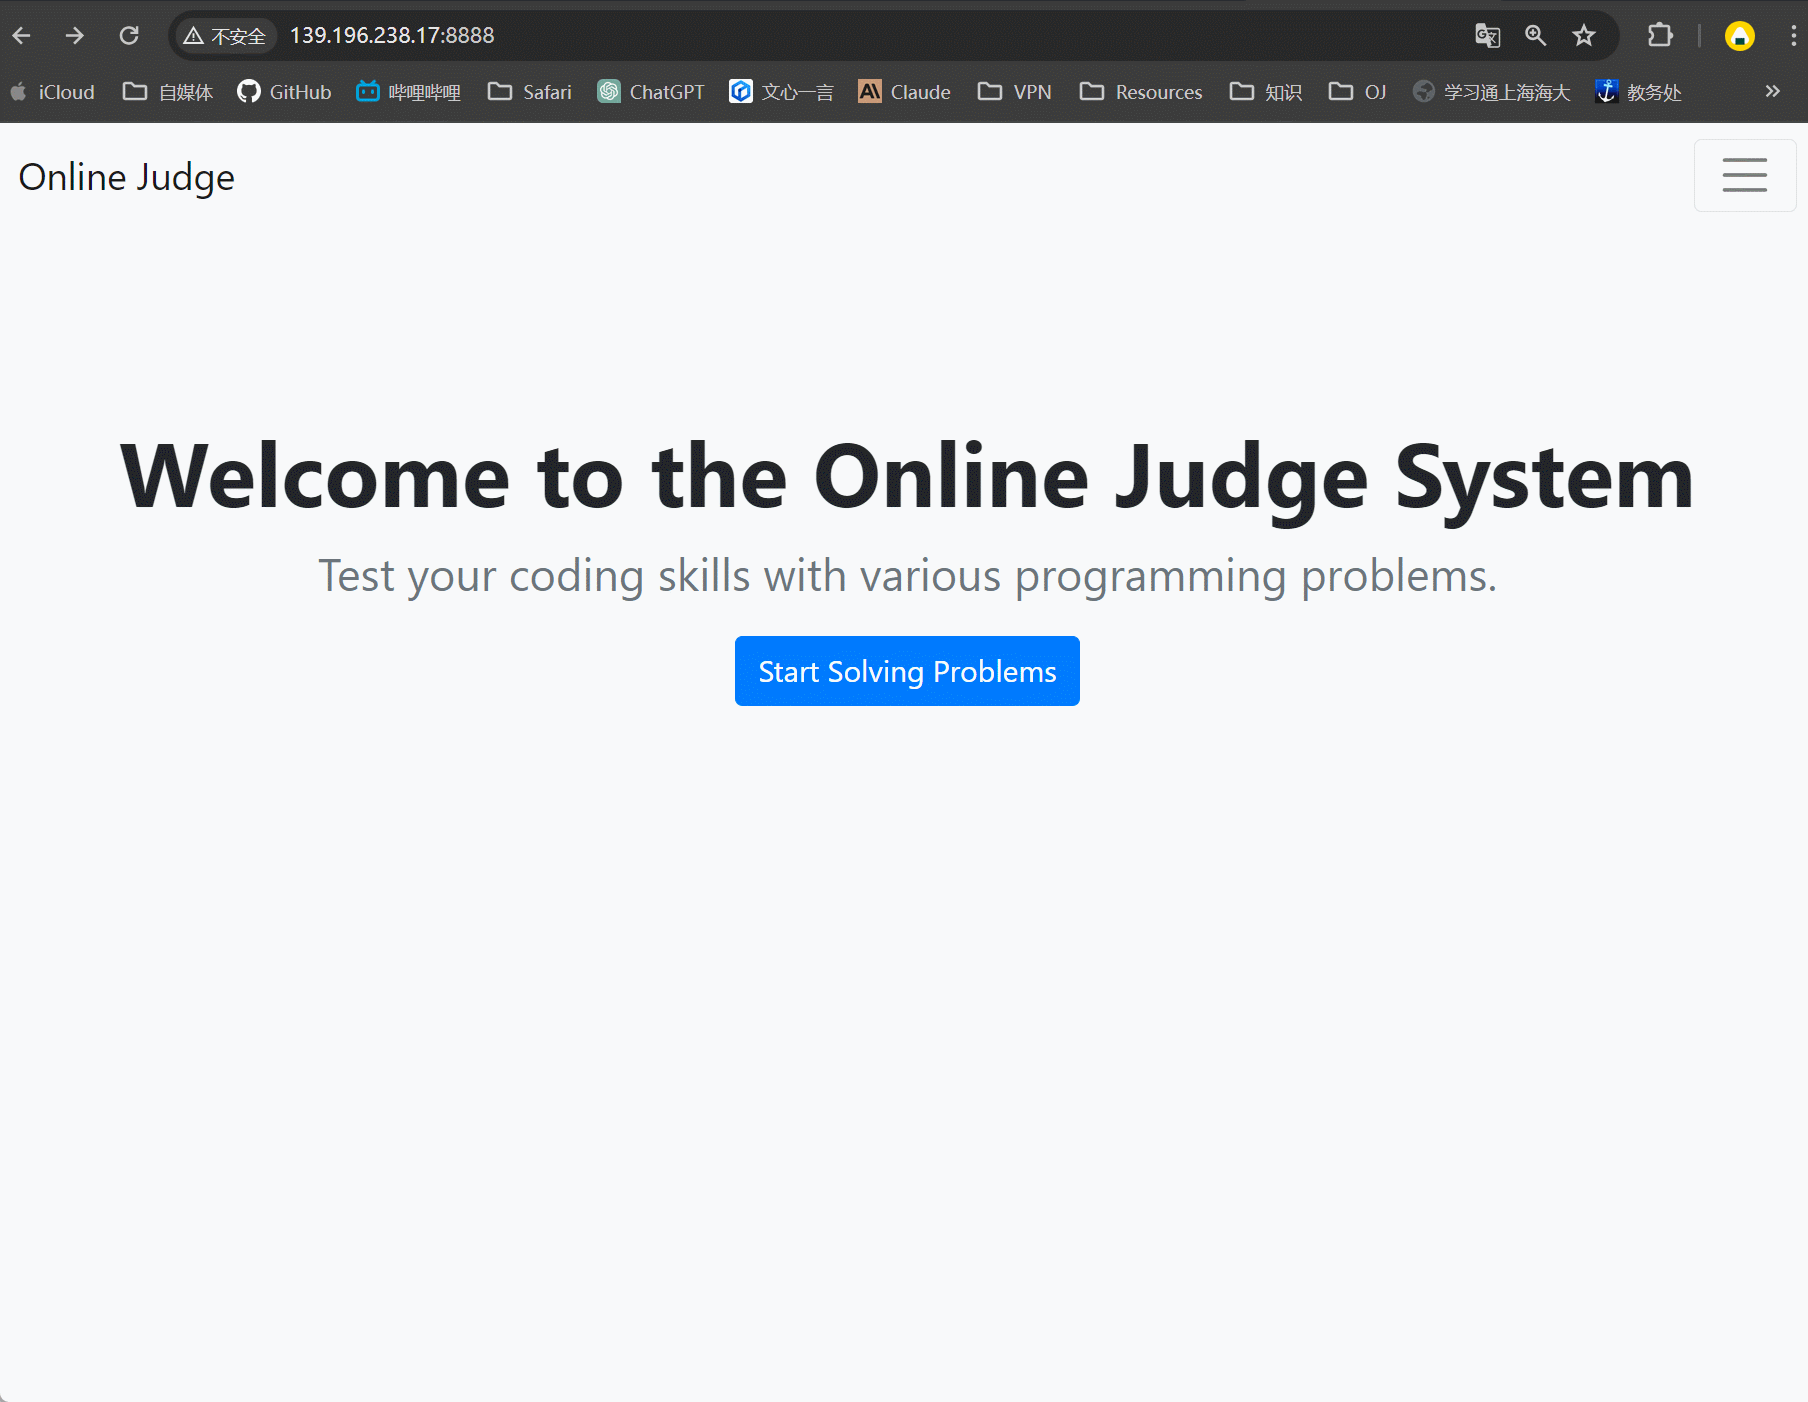 不安全 139.196.238.17:8888
iCloud 自媒体 GitHub 哔哩哔哩 Safari ChatGPT 文心一言 Claude VPN Resources 知识 OJ 学习通上海海大 教务处
Online Judge
Welcome to the Online Judge System
Test your coding skills with various programming problems.
Start Solving Problems